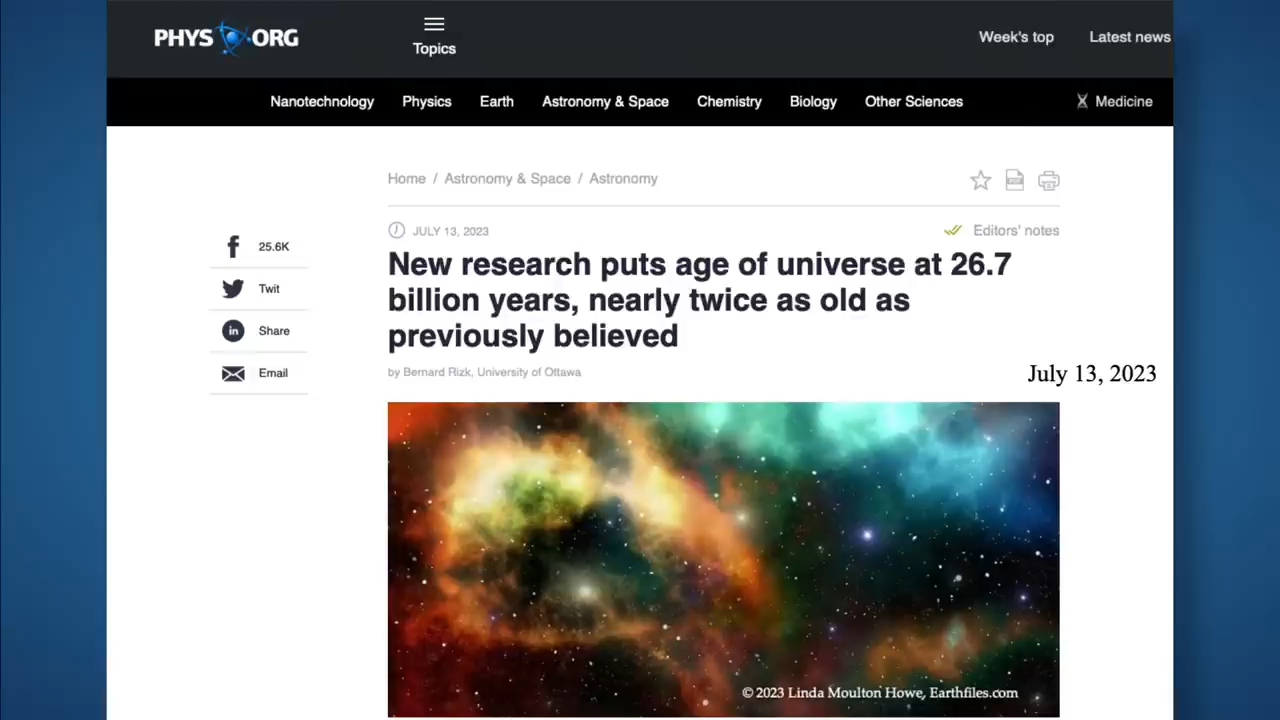 PHYS ORG
Topics
Week's top
Latest news
Nanotechnology
Physics
Earth
Astronomy & Space
Chemistry
Biology
Other Sciences
Medicine
Home / Astronomy & Space / Astronomy
PDF
JULY 13, 2023
Editors' notes
25.6K
Twit
Share
Email
New research puts age of universe at 26.7
billion years, nearly twice as old as
previously believed
by Bernard Rizk, University of Ottawa
July 13, 2023
© 2023 Linda Moulton Howe, Earthfiles.com